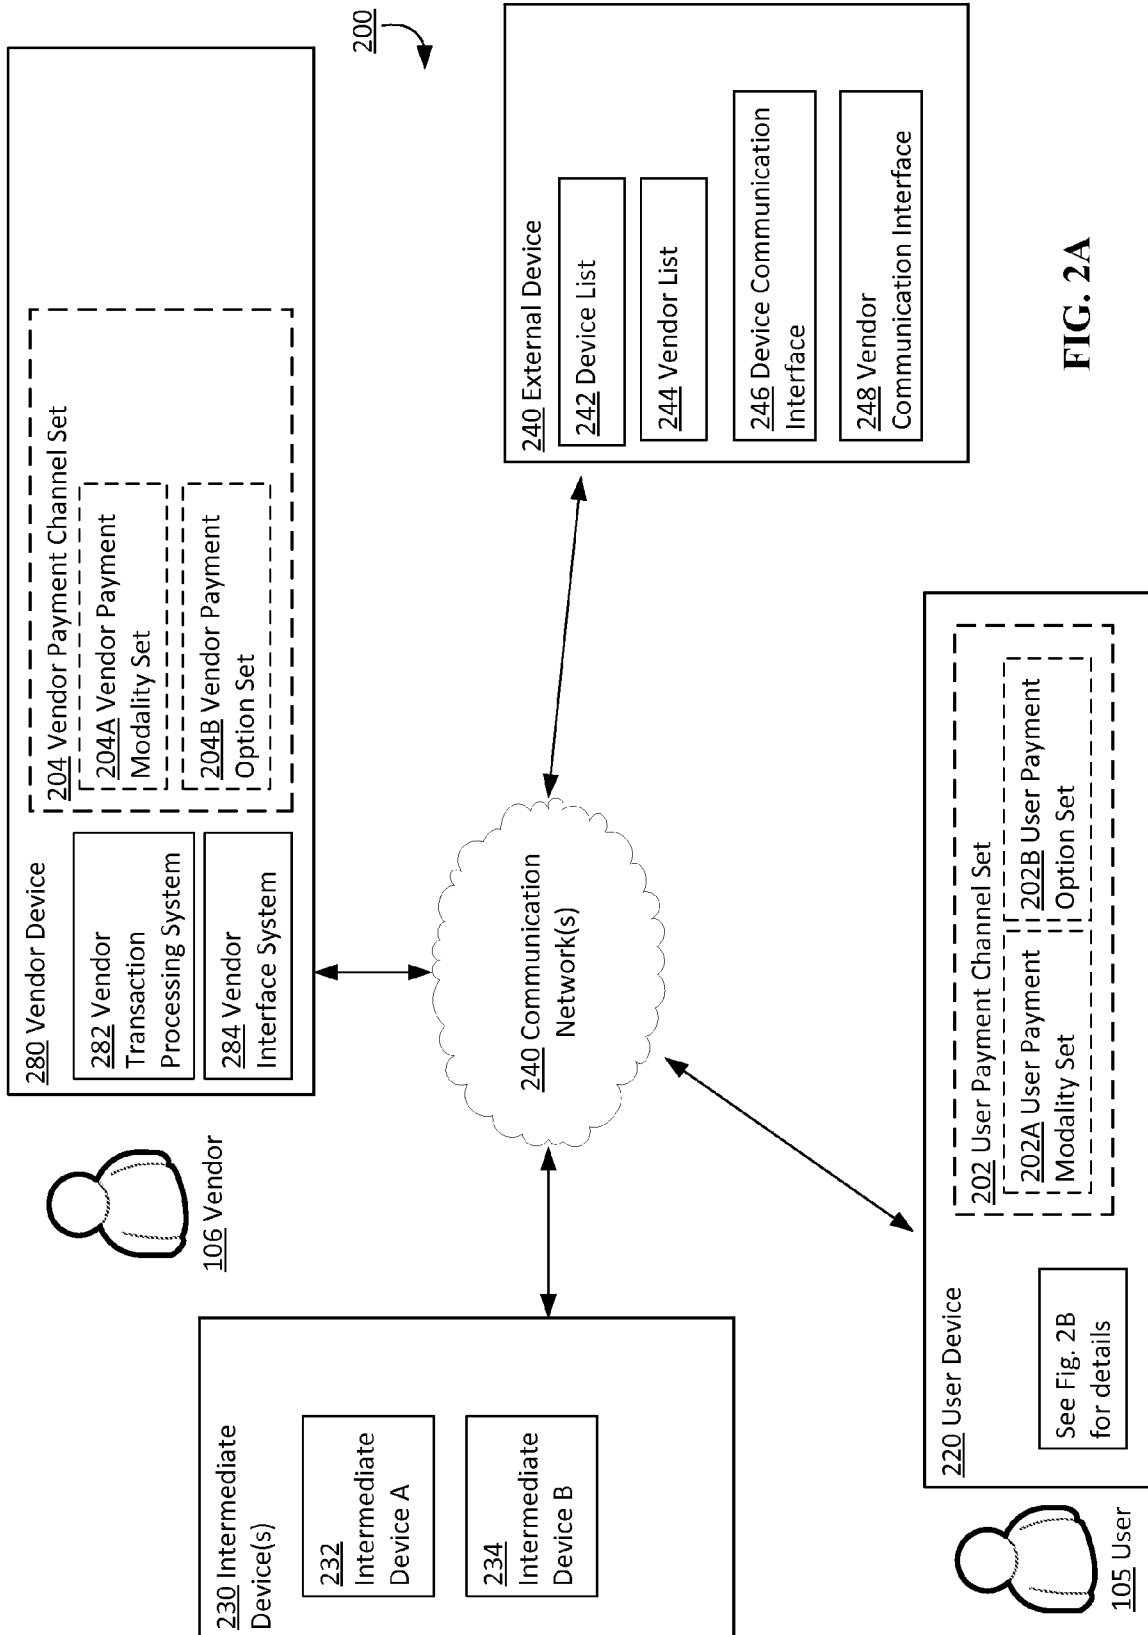 200
106 Vendor
280 Vendor Device
282 Vendor
Transaction
Processing System
284 Vendor
Interface System
204 Vendor Payment Channel Set
204A Vendor Payment
Modality Set
204B Vendor Payment
Option Set
230 Intermediate
Device(s)
232
Intermediate
Device A
234
Intermediate
Device B
240 Communication
Network(s)
240 External Device
242 Device List
244 Vendor List
246 Device Communication
Interface
248 Vendor
Communication Interface
105 User
220 User Device
See Fig. 2B
for details
202 User Payment Channel Set
202A User Payment
Modality Set
202B User Payment
Option Set
FIG. 2A